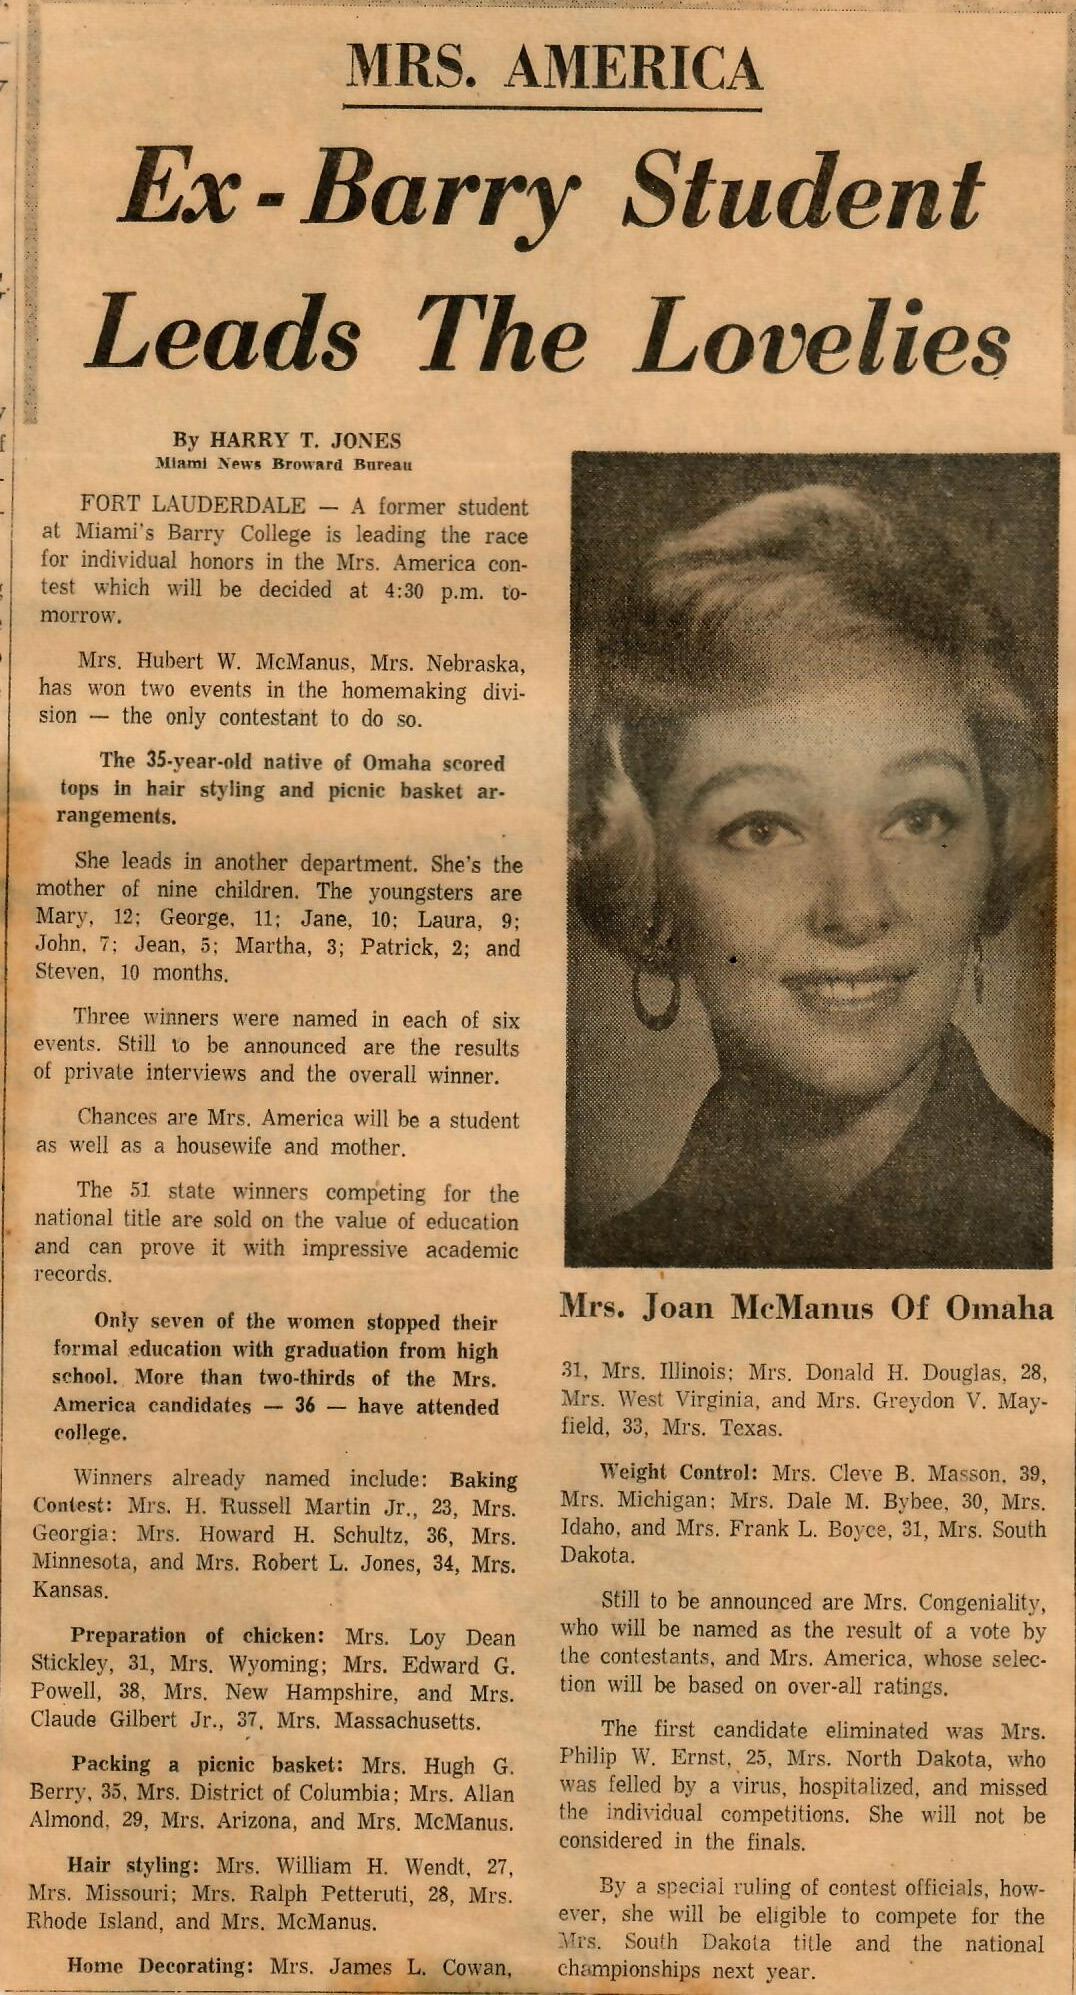 MRS. AMERICA
Ex-Barry Student
Leads The Lovelies
By HARRY T. JONES
Miami News Broward Bureau
FORT LAUDERDALE — A former student
at Miami's Barry College is leading the race
for individual honors in the Mrs. America con-
test which will be decided at 4:30 p.m. to-
morrow.
Mrs. Hubert W. McManus, Mrs. Nebraska,
has won two events in the homemaking divi-
sion — the only contestant to do so.
The 35-year-old native of Omaha scored
tops in hair styling and picnic basket ar-
rangements.
She leads in another department. She's the
mother of nine children. The youngsters are
Mary, 12; George, 11; Jane, 10; Laura, 9;
John, 7; Jean, 5; Martha, 3; Patrick, 2; and
Steven, 10 months.
Three winners were named in each of six
events. Still to be announced are the results
of private interviews and the overall winner.
Chances are Mrs. America will be a student
as well as a housewife and mother.
The 51 state winners competing for the
national title are sold on the value of education
and can prove it with impressive academic
records.
Only seven of the women stopped their
formal education with graduation from high
school. More than two-thirds of the Mrs.
America candidates — 36 — have attended
college.
Winners already named include: Baking
Contest: Mrs. H. Russell Martin Jr., 23, Mrs.
Georgia; Mrs. Howard H. Schultz, 36, Mrs.
Minnesota, and Mrs. Robert L. Jones, 34, Mrs.
Kansas.
Preparation of chicken: Mrs. Loy Dean
Stickley, 31, Mrs. Wyoming; Mrs. Edward G.
Powell, 38, Mrs. New Hampshire, and Mrs.
Claude Gilbert Jr., 37, Mrs. Massachusetts.
Packing a picnic basket: Mrs. Hugh G.
Berry, 35, Mrs. District of Columbia; Mrs. Allan
Almond, 29, Mrs. Arizona, and Mrs. McManus.
Hair styling: Mrs. William H. Wendt, 27,
Mrs. Missouri; Mrs. Ralph Petteruti, 28, Mrs.
Rhode Island, and Mrs. McManus.
Home Decorating: Mrs. James L. Cowan,
Mrs. Joan McManus Of Omaha
31, Mrs. Illinois; Mrs. Donald H. Douglas, 28,
Mrs. West Virginia, and Mrs. Greydon V. May-
field, 33, Mrs. Texas.
Weight Control: Mrs. Cleve B. Masson, 39,
Mrs. Michigan; Mrs. Dale M. Bybee, 30, Mrs.
Idaho, and Mrs. Frank L. Boyce, 31, Mrs. South
Dakota.
Still to be announced are Mrs. Congeniality,
who will be named as the result of a vote by
the contestants, and Mrs. America, whose selec-
tion will be based on over-all ratings.
The first candidate eliminated was Mrs.
Philip W. Ernst, 25, Mrs. North Dakota, who
was felled by a virus, hospitalized, and missed
the individual competitions. She will not be
considered in the finals.
By a special ruling of contest officials, how-
ever, she will be eligible to compete for the
Mrs. South Dakota title and the national
championships next year.